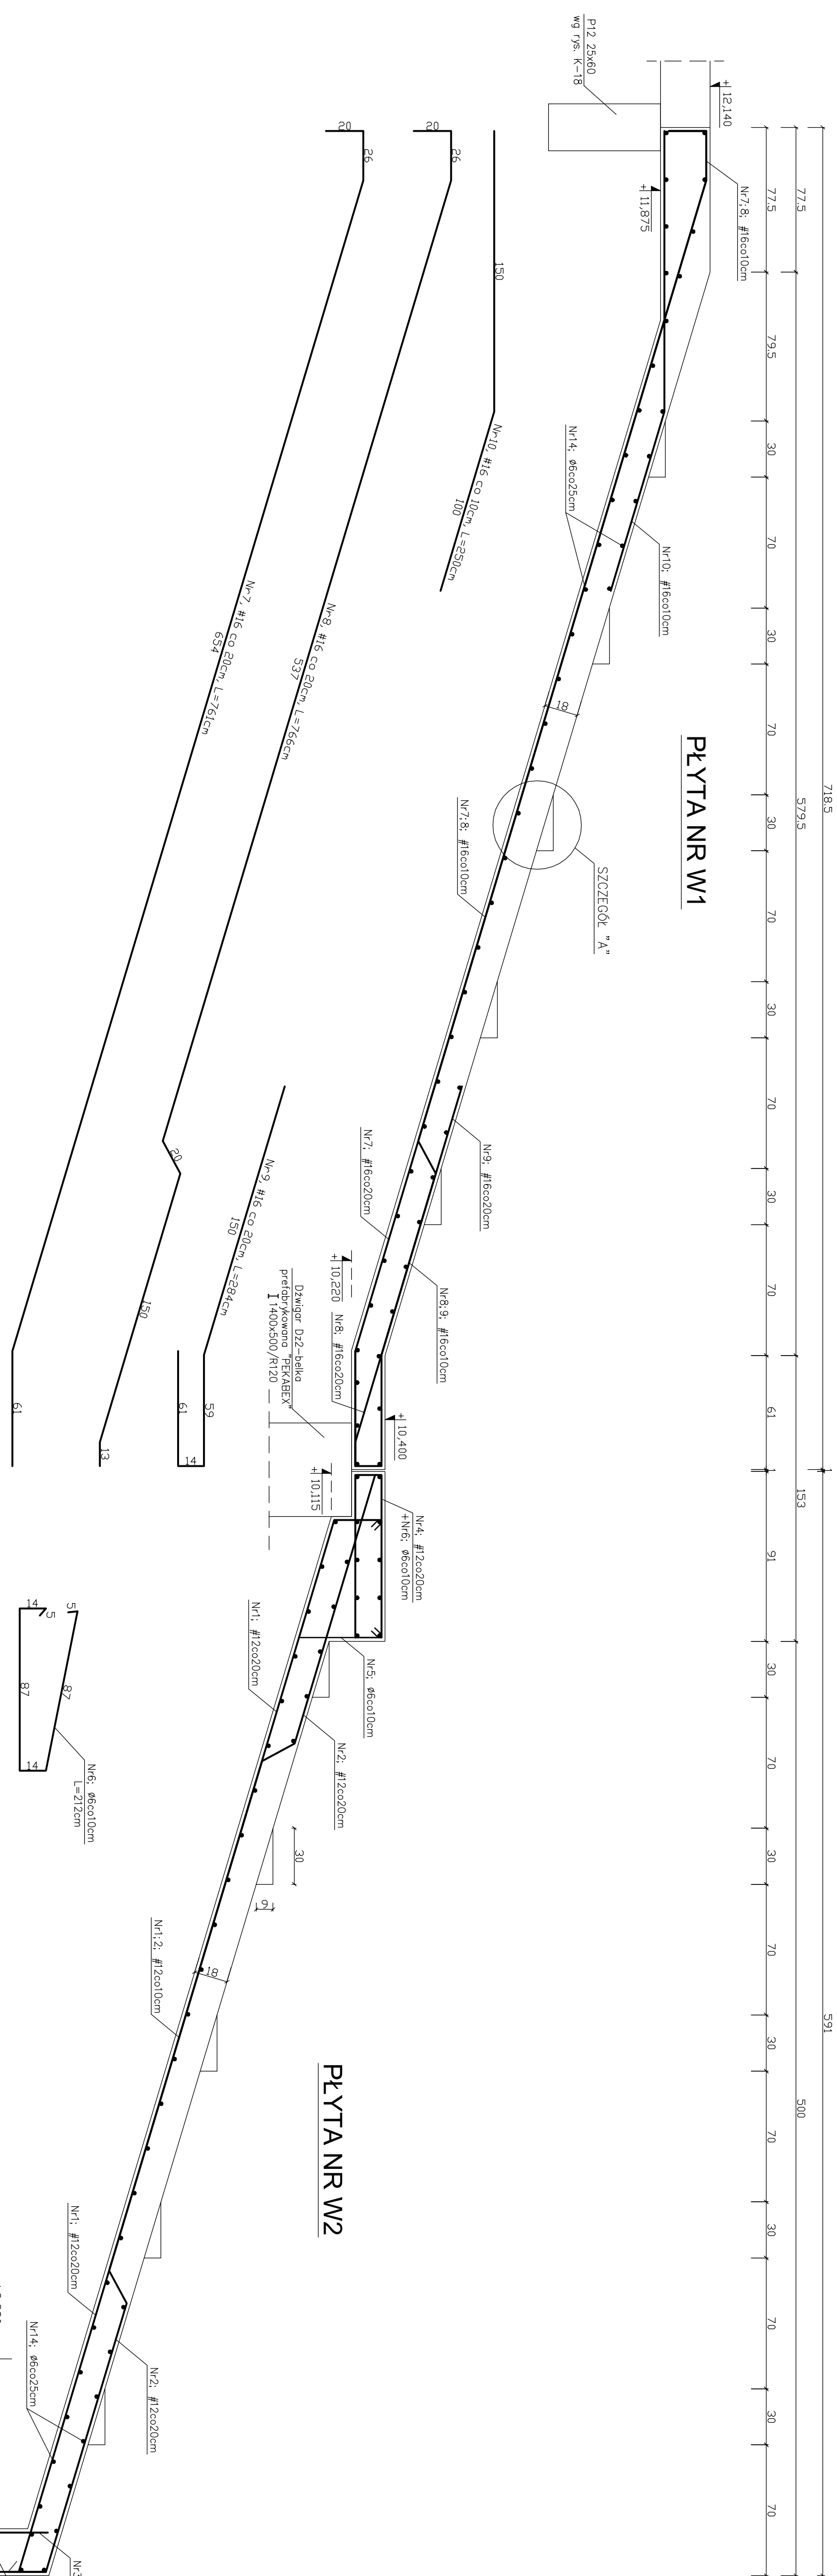 718.5
1
591
77.5
579.5
153
500
77.5
79.5
30
70
30
70
30
70
30
70
30
70
61
1
91
30
70
30
70
30
70
30
70
30
70
P12 25x60
wg rys. K-18
+ 12,140
+ 11,875
Nr7;8; #16co10cm
Nr14; ø6co25cm
Nr10; #16co10cm
18
PŁYTA NR W1
SZCZEGÓŁ "A"
Nr7;8; #16co10cm
Nr9; #16co20cm
Nr7; #16co20cm
Nr8;9; #16co10cm
+ 10,220
Nr8; #16co20cm
+ 10,400
Dźwigar Dz2-belka
prefabrykowana "PEKABEX"
I 1400x500/R120
+ 10,115
150
Nr10, #16 co 10cm, L=250cm
100
20
26
Nr8, #16 co 20cm, L=766cm
537
20
150
13
20
26
Nr7, #16 co 20cm, L=761cm
654
61
Nr9, #16 co 20cm, L=284cm
150
59
61
14
Nr4; #12co20cm
+Nr6; ø6co10cm
Nr5; ø6co10cm
Nr1; #12co20cm
Nr2; #12co20cm
30
9
18
Nr1;2; #12co10cm
PŁYTA NR W2
14
5
5
87
87
14
Nr6; ø6co10cm
L=212cm
Nr1; #12co20cm
Nr14; ø6co25cm
Nr2; #12co20cm